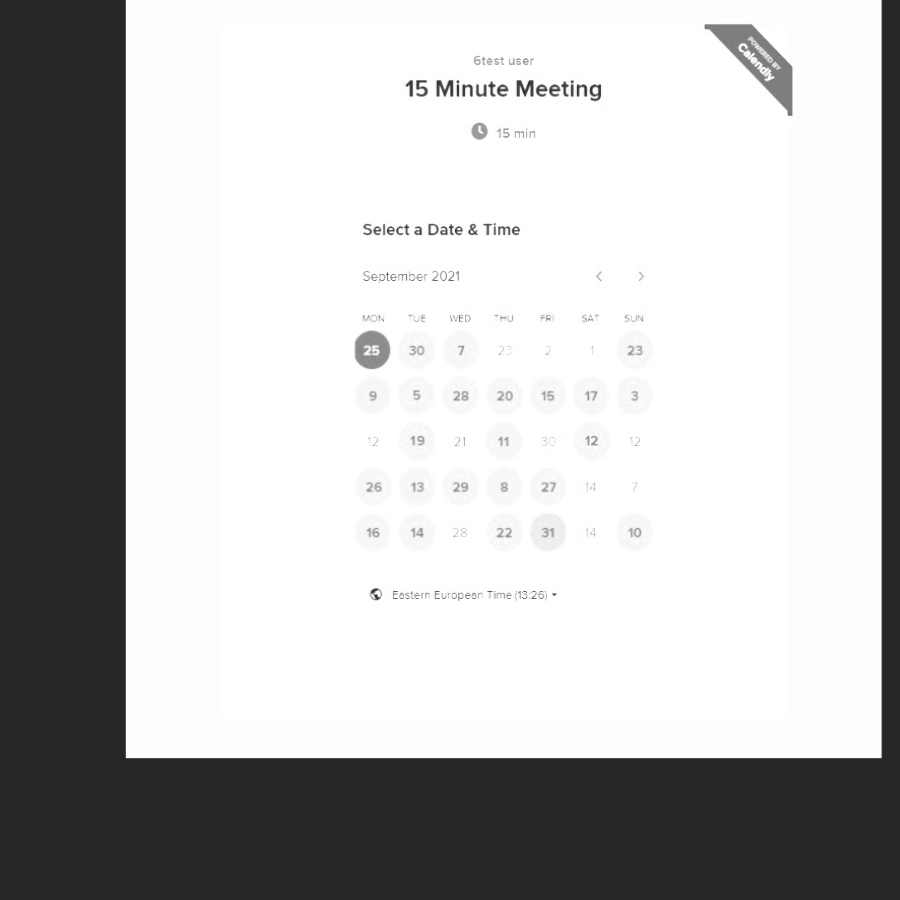 POWERED BY
Calendly
6test user
15 Minute Meeting
15 min
Select a Date & Time
September 2021
MON TUE WED THU FRI SAT SUN
25 30 7 23 2 1 23
9 5 28 20 15 17 3
12 19 21 11 30 12 12
26 13 29 8 27 14 7
16 14 28 22 31 14 10
Eastern European Time (13:26)